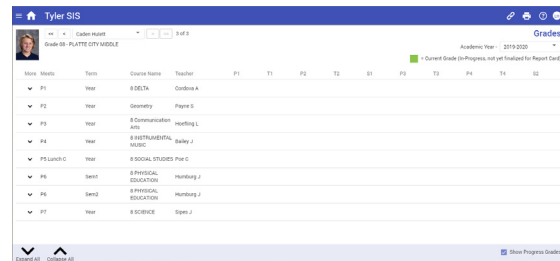 Tyler SIS
<< < Caden Hulett > >> 3 of 3
Grades
Grade 08 - PLATTE CITY MIDDLE
Academic Year - 2019-2020
= Current Grade (In-Progress, not yet finalized for Report Card)
More Meets Term Course Name Teacher P1 T1 P2 T2 S1 P3 T3 P4 T4 S2
P1 Year 8 DELTA Cordova A
P2 Year Geometry Payne S
P3 Year 8 Communication Arts Hoefling L
P4 Year 8 INSTRUMENTAL MUSIC Bailey J
P5 Lunch C Year 8 SOCIAL STUDIES Poe C
P6 Sem1 8 PHYSICAL EDUCATION Humburg J
P6 Sem2 8 PHYSICAL EDUCATION Humburg J
P7 Year 8 SCIENCE Sipes J
Expand All Collapse All
Show Progress Grades